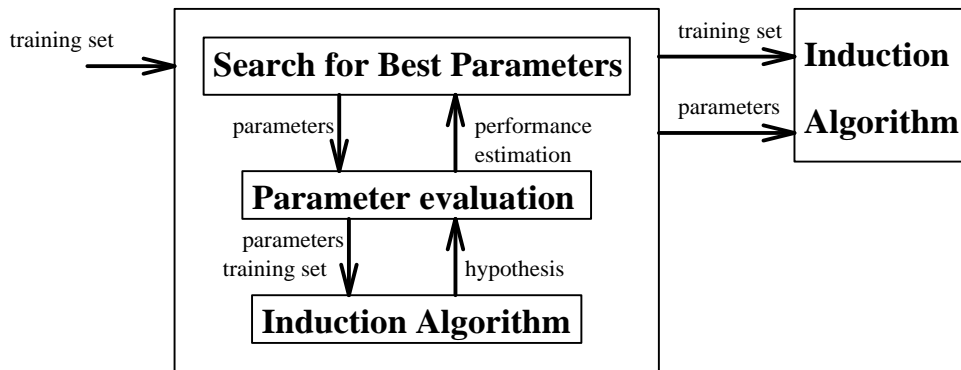 training set
Search for Best Parameters
parameters
performance
estimation
Parameter evaluation
parameters
training set
hypothesis
Induction Algorithm
training set
parameters
Induction
Algorithm